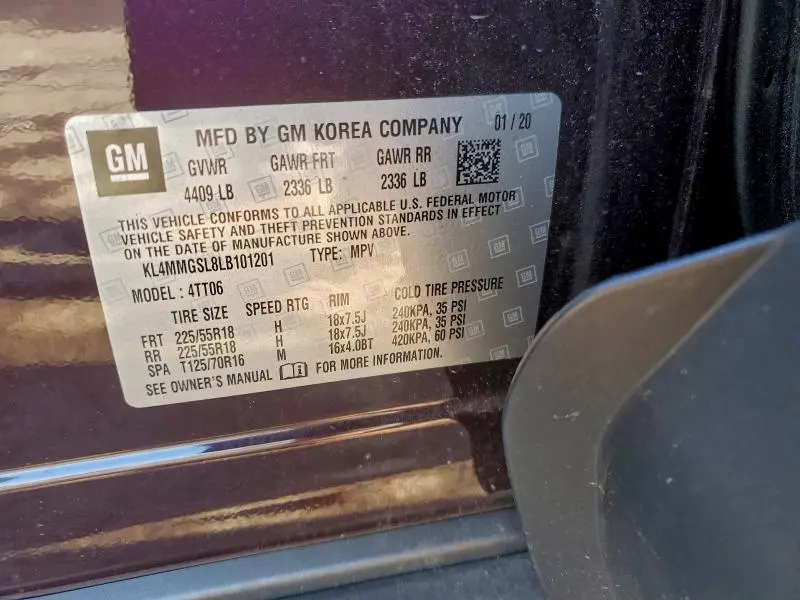 GM
MFD BY GM KOREA COMPANY 01 / 20
GVWR GAWR FRT GAWR RR
4409 LB 2336 LB 2336 LB
THIS VEHICLE CONFORMS TO ALL APPLICABLE U.S. FEDERAL MOTOR
VEHICLE SAFETY AND THEFT PREVENTION STANDARDS IN EFFECT
ON THE DATE OF MANUFACTURE SHOWN ABOVE.
KL4MMGSL8LB101201 TYPE: MPV
MODEL : 4TT06
TIRE SIZE SPEED RTG RIM COLD TIRE PRESSURE
FRT 225/55R18 H 18x7.5J 240KPA, 35 PSI
RR 225/55R18 H 18x7.5J 240KPA, 35 PSI
SPA T125/70R16 M 16x4.0BT 420KPA, 60 PSI
SEE OWNER'S MANUAL FOR MORE INFORMATION.